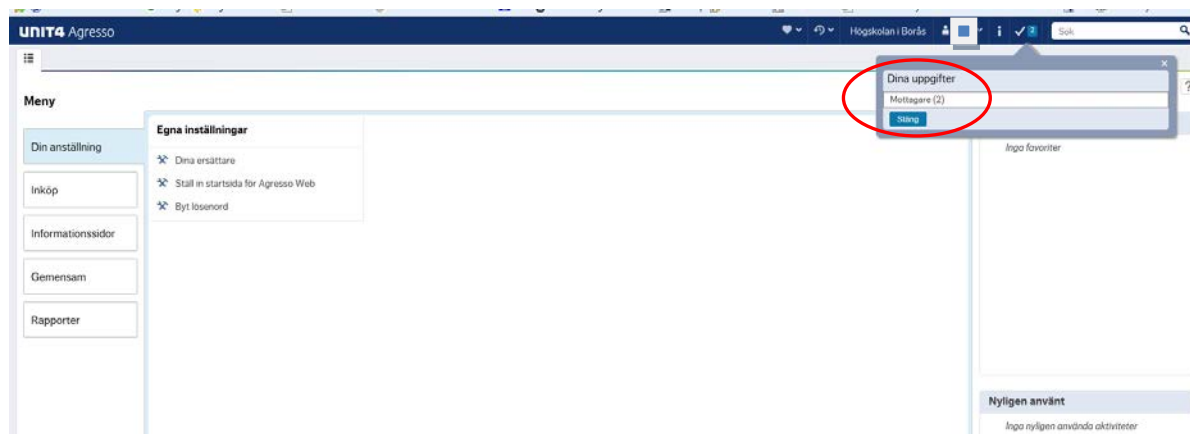 UNIT4 Agresso
Högskolan i Borås
Sök
Dina uppgifter
Mottagare (2)
Stäng
Meny
Din anställning
Inköp
Informationssidor
Gemensam
Rapporter
Egna inställningar
Dina ersättare
Ställ in startsida för Agresso Web
Byt lösenord
Inga favoriter
Nyligen använt
Inga nyligen använda aktiviteter